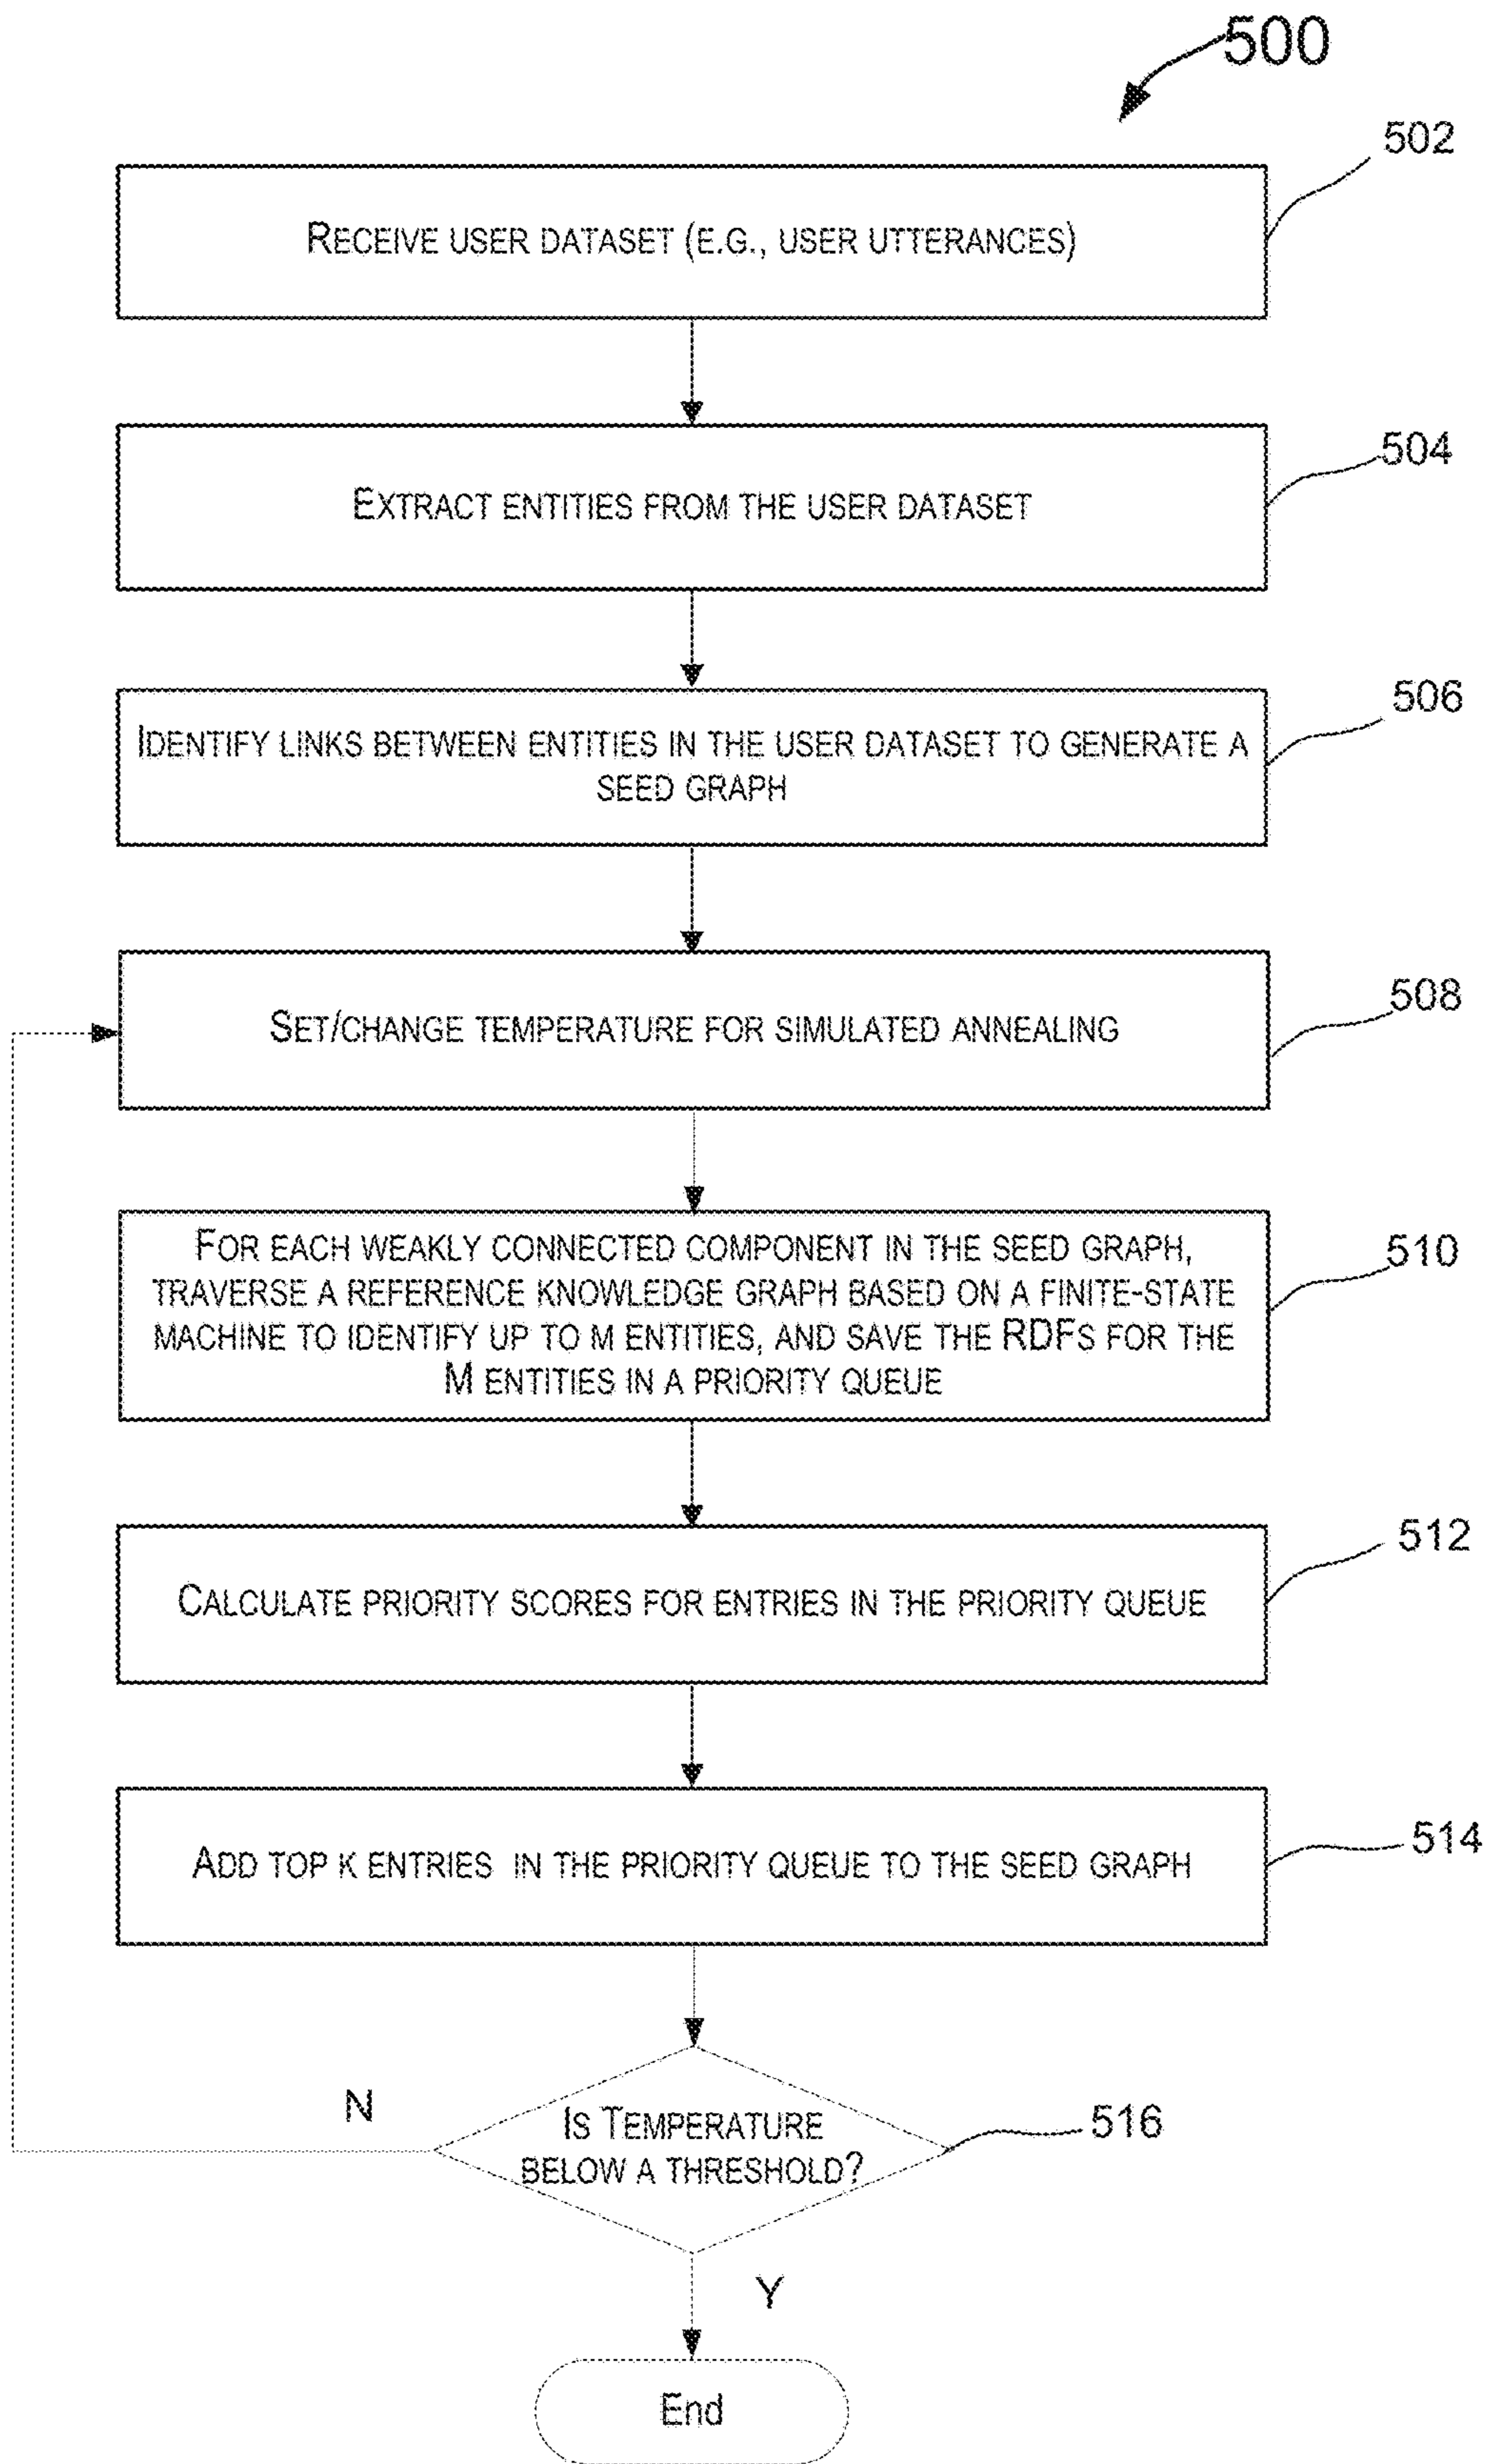 500
502
RECEIVE USER DATASET (E.G., USER UTTERANCES)
504
EXTRACT ENTITIES FROM THE USER DATASET
506
IDENTIFY LINKS BETWEEN ENTITIES IN THE USER DATASET TO GENERATE A
SEED GRAPH
508
SET/CHANGE TEMPERATURE FOR SIMULATED ANNEALING
510
FOR EACH WEAKLY CONNECTED COMPONENT IN THE SEED GRAPH,
TRAVERSE A REFERENCE KNOWLEDGE GRAPH BASED ON A FINITE-STATE
MACHINE TO IDENTIFY UP TO M ENTITIES, AND SAVE THE RDFS FOR THE
M ENTITIES IN A PRIORITY QUEUE
512
CALCULATE PRIORITY SCORES FOR ENTRIES IN THE PRIORITY QUEUE
514
ADD TOP K ENTRIES IN THE PRIORITY QUEUE TO THE SEED GRAPH
N
516
IS TEMPERATURE
BELOW A THRESHOLD?
Y
End